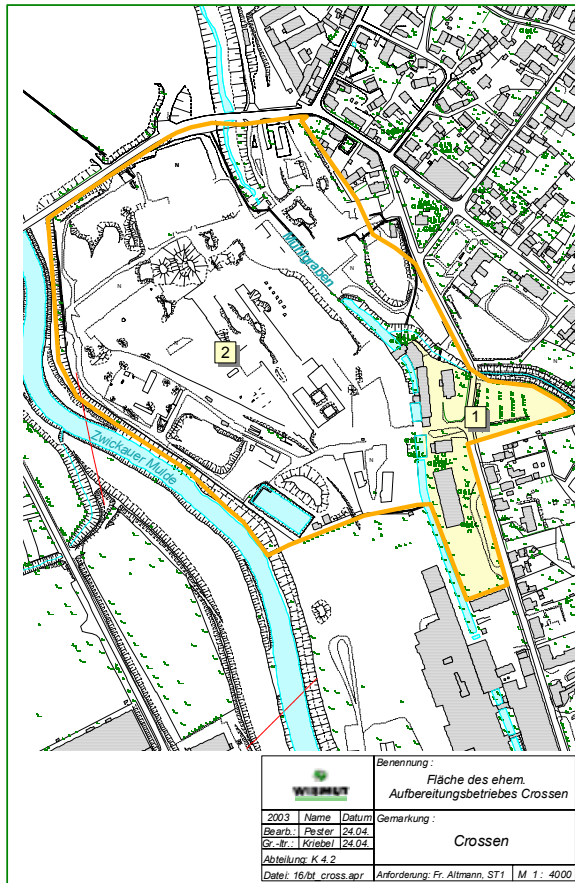 Mühlgraben
2
1
Zwickauer Mulde
N
N
N
N
WISMUT
Benennung :
Fläche des ehem.
Aufbereitungsbetriebes Crossen
2003 Name Datum
Gemarkung :
Bearb.: Pester 24.04.
Crossen
Gr.-ltr.: Kriebel 24.04.
Abteilung: K 4.2
Datei: 16/bt_cross.apr
Anforderung: Fr. Altmann, ST1
M 1 : 4000